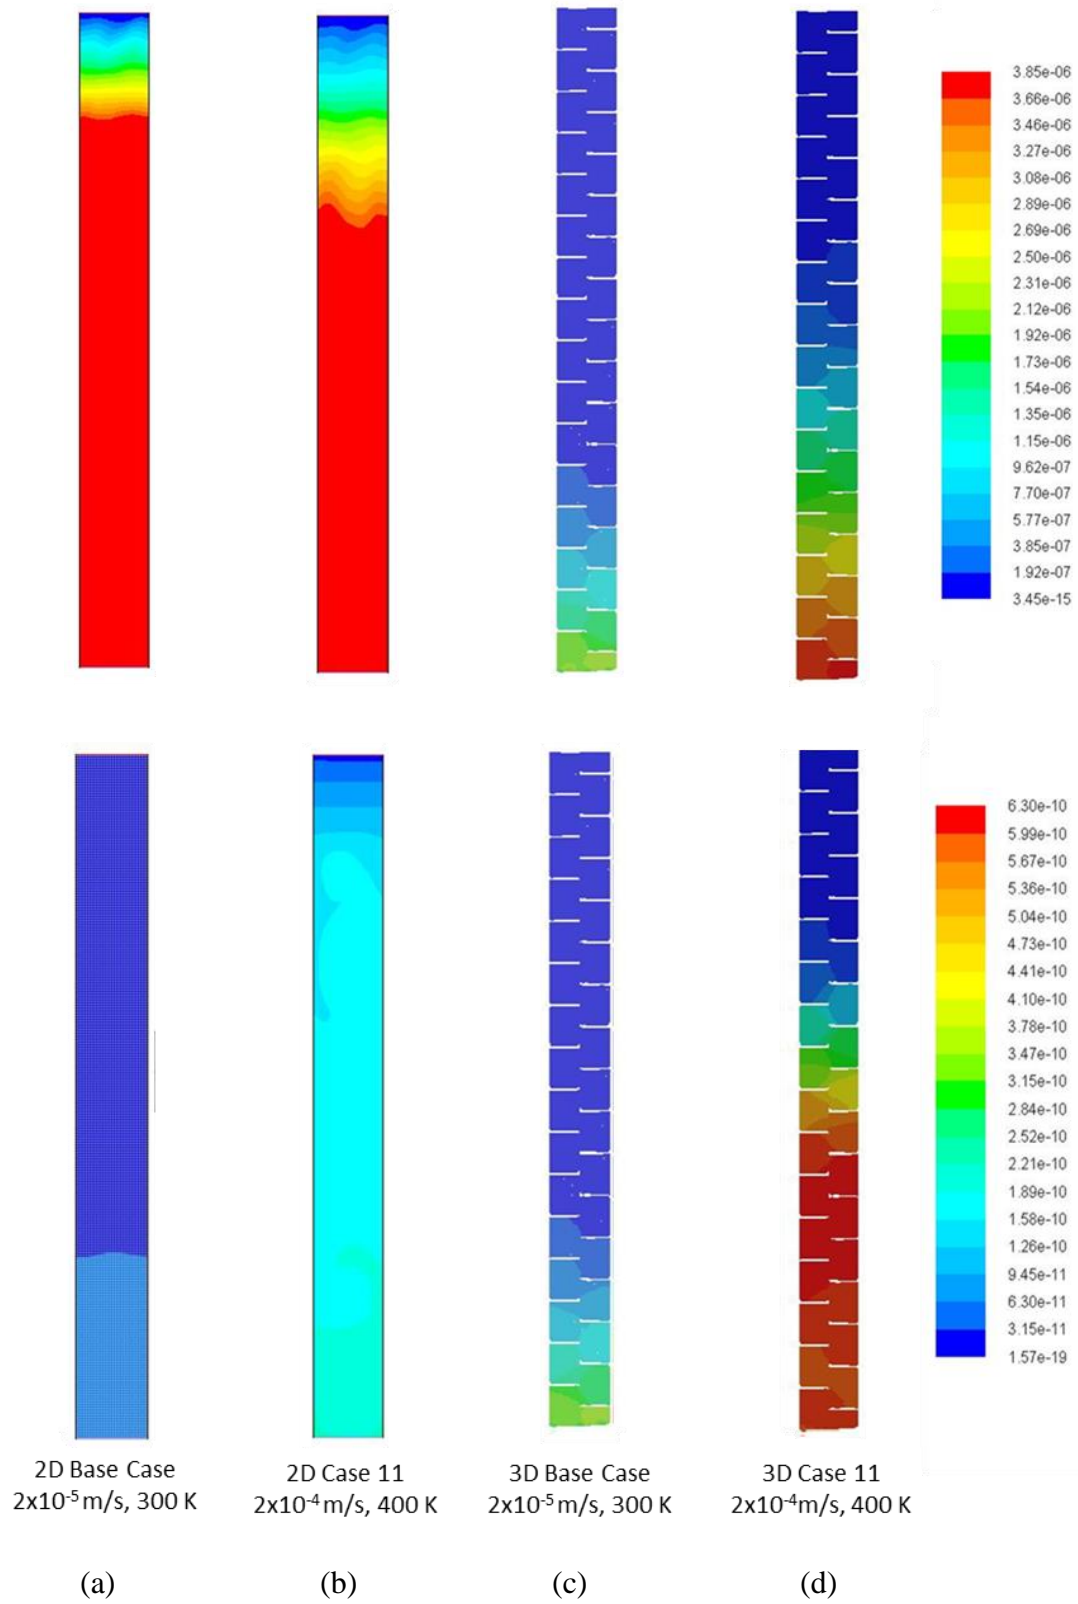 3.85e-06
3.66e-06
3.46e-06
3.27e-06
3.08e-06
2.89e-06
2.69e-06
2.50e-06
2.31e-06
2.12e-06
1.92e-06
1.73e-06
1.54e-06
1.35e-06
1.15e-06
9.62e-07
7.70e-07
5.77e-07
3.85e-07
1.92e-07
3.45e-15
6.30e-10
5.99e-10
5.67e-10
5.36e-10
5.04e-10
4.73e-10
4.41e-10
4.10e-10
3.78e-10
3.47e-10
3.15e-10
2.84e-10
2.52e-10
2.21e-10
1.89e-10
1.58e-10
1.26e-10
9.45e-11
6.30e-11
3.15e-11
1.57e-19
2D Base Case
2x10⁻⁵ m/s, 300 K
2D Case 11
2x10⁻⁴ m/s, 400 K
3D Base Case
2x10⁻⁵ m/s, 300 K
3D Case 11
2x10⁻⁴ m/s, 400 K
(a) (b) (c) (d)